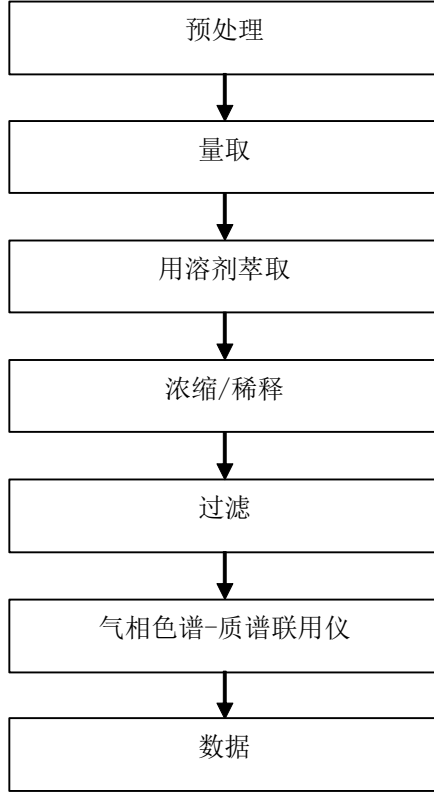 预处理
量取
用溶剂萃取
浓缩/稀释
过滤
气相色谱-质谱联用仪
数据